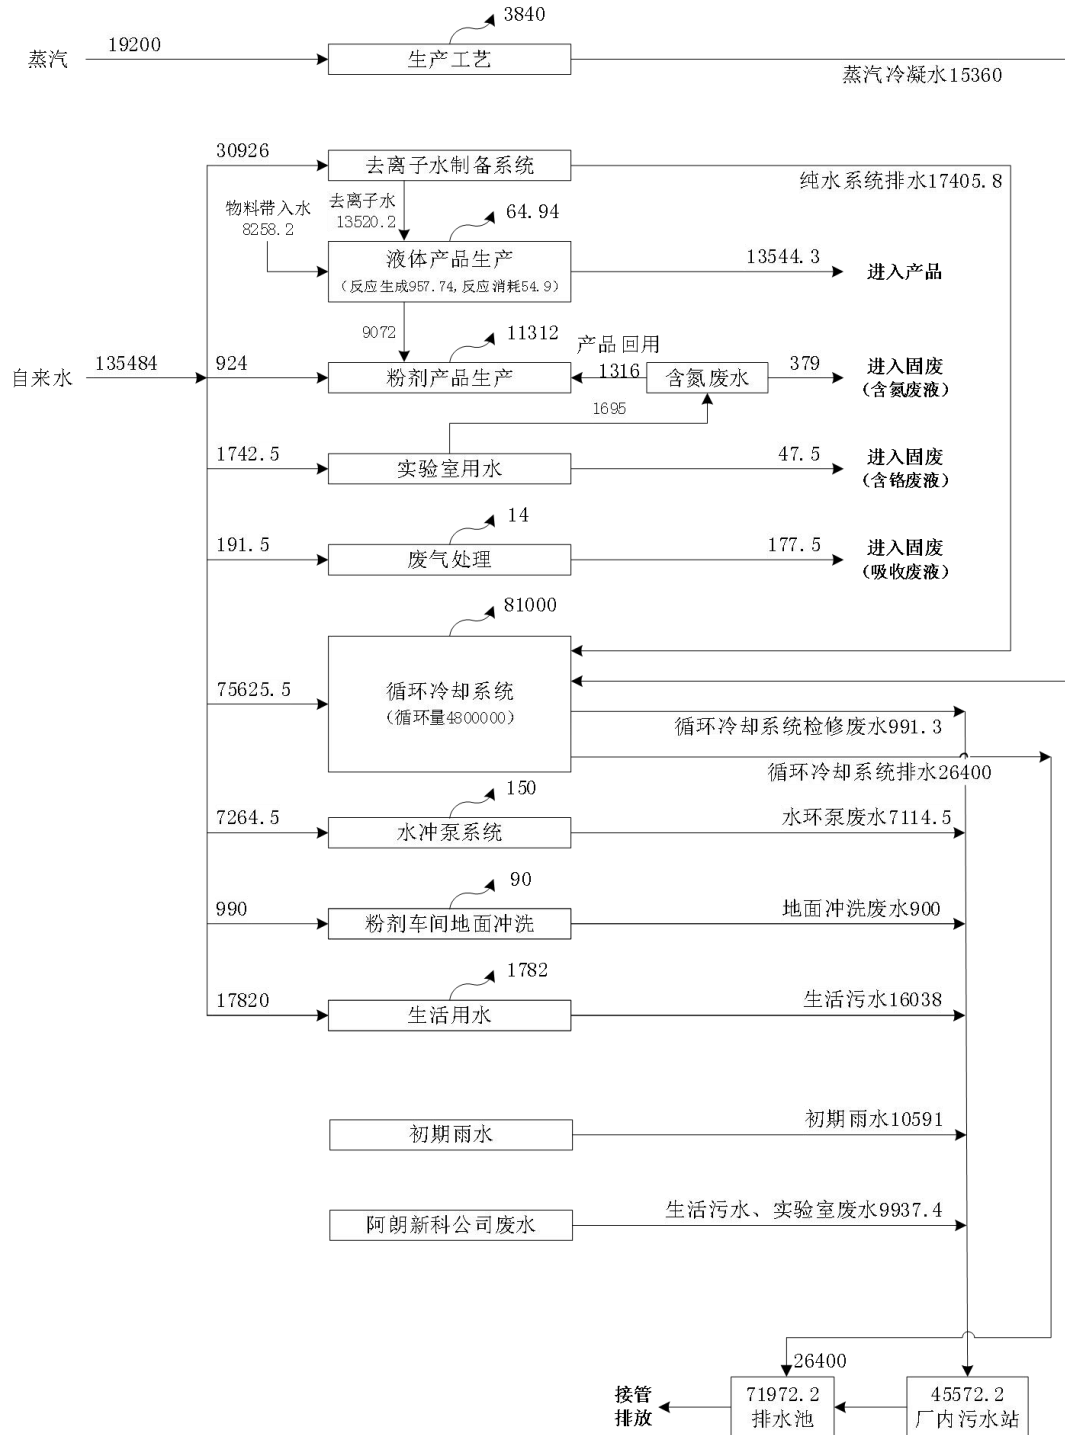 3840
19200
蒸汽
生产工艺
蒸汽冷凝水15360
30926
去离子水制备系统
纯水系统排水17405.8
物料带入水
8258.2
去离子水
13520.2
64.94
液体产品生产
（反应生成957.74,反应消耗54.9）
13544.3
进入产品
9072
11312
产品回用
自来水
135484
924
粉剂产品生产
1316
含氮废水
379
进入固废
（含氮废液）
1695
1742.5
实验室用水
47.5
进入固废
（含铬废液）
14
191.5
废气处理
177.5
进入固废
（吸收废液）
81000
75625.5
循环冷却系统
（循环量4800000）
循环冷却系统检修废水991.3
循环冷却系统排水26400
150
7264.5
水冲泵系统
水环泵废水7114.5
90
990
粉剂车间地面冲洗
地面冲洗废水900
1782
17820
生活用水
生活污水16038
初期雨水
初期雨水10591
阿朗新科公司废水
生活污水、实验室废水9937.4
26400
接管
排放
71972.2
排水池
45572.2
厂内污水站